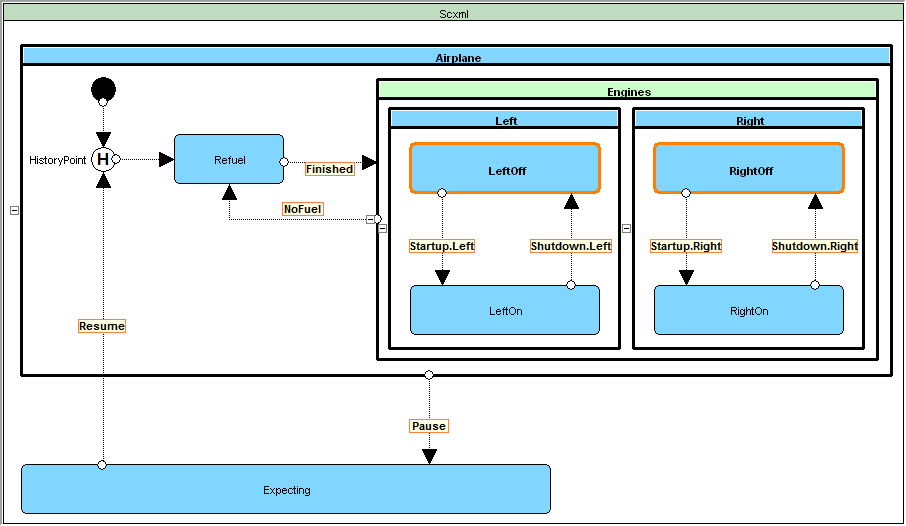 Scxml
Airplane
Engines
Left
Right
HistoryPoint
H
Refuel
Finished
LeftOff
RightOff
NoFuel
Startup.Left
Shutdown.Left
Startup.Right
Shutdown.Right
LeftOn
RightOn
Resume
Pause
Expecting